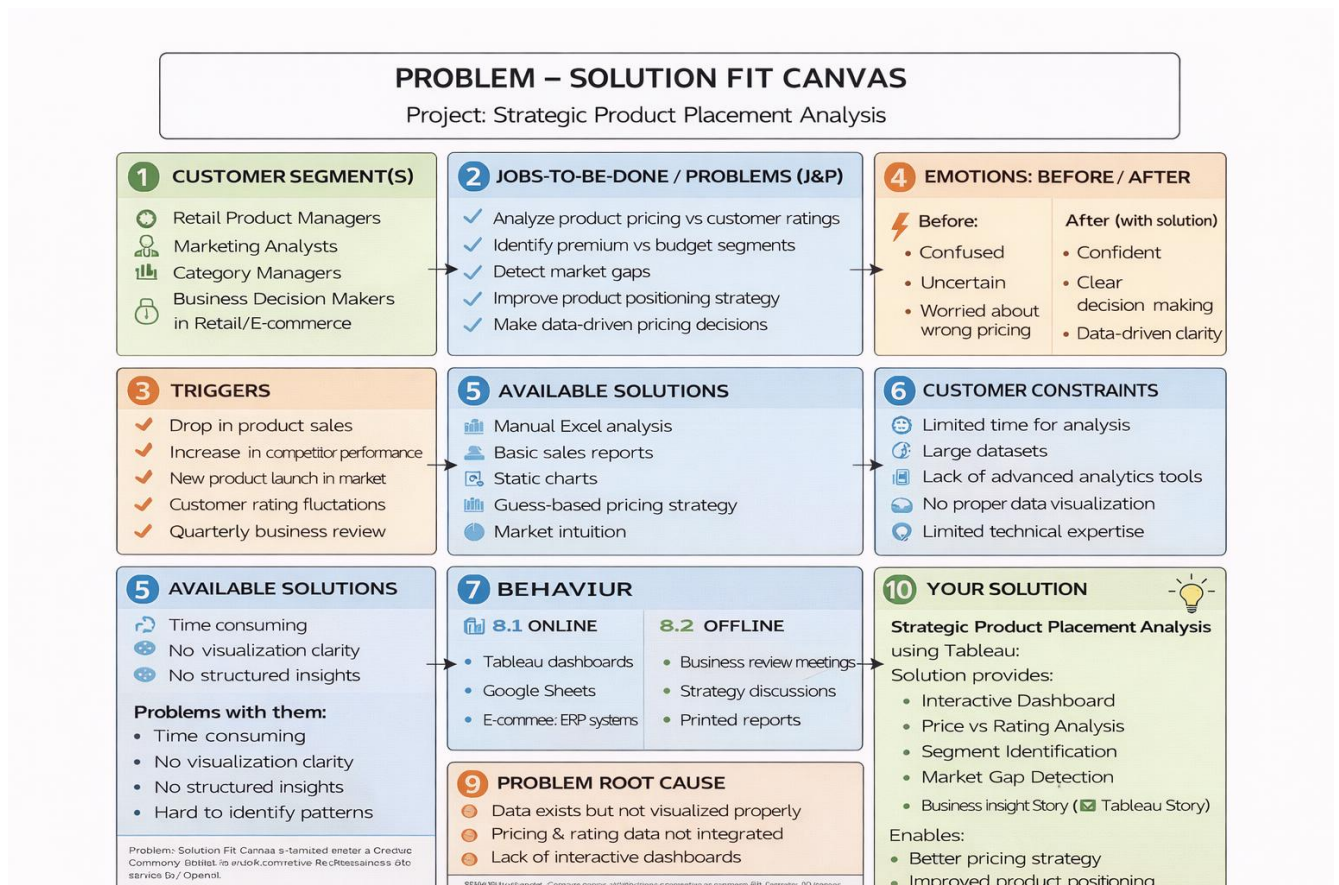 PROBLEM – SOLUTION FIT CANVAS
Project: Strategic Product Placement Analysis
1 CUSTOMER SEGMENT(S)
Retail Product Managers
Marketing Analysts
Category Managers
Business Decision Makers
in Retail/E-commerce
2 JOBS-TO-BE-DONE / PROBLEMS (J&P)
Analyze product pricing vs customer ratings
Identify premium vs budget segments
Detect market gaps
Improve product positioning strategy
Make data-driven pricing decisions
4 EMOTIONS: BEFORE / AFTER
Before:
• Confused
• Uncertain
• Worried about
wrong pricing
After (with solution)
• Confident
• Clear
decision making
• Data-driven clarity
3 TRIGGERS
Drop in product sales
Increase in competitor performance
New product launch in market
Customer rating fluctations
Quarterly business review
5 AVAILABLE SOLUTIONS
Manual Excel analysis
Basic sales reports
Static charts
Guess-based pricing strategy
Market intuition
6 CUSTOMER CONSTRAINTS
Limited time for analysis
Large datasets
Lack of advanced analytics tools
No proper data visualization
Limited technical expertise
5 AVAILABLE SOLUTIONS
Time consuming
No visualization clarity
No structured insights
Problems with them:
• Time consuming
• No visualization clarity
• No structured insights
• Hard to identify patterns
Problem: Solution Fit
7 BEHAVIUR
8.1 ONLINE
• Tableau dashboards
• Google Sheets
• E-commee: ERP systems
8.2 OFFLINE
• Business review meetings
• Strategy discussions
• Printed reports
9 PROBLEM ROOT CAUSE
Data exists but not visualized properly
Pricing & rating data not integrated
Lack of interactive dashboards
10 YOUR SOLUTION
Strategic Product Placement Analysis
using Tableau:
Solution provides:
• Interactive Dashboard
• Price vs Rating Analysis
• Segment Identification
• Market Gap Detection
• Business insight Story (☑ Tableau Story)
Enables:
• Better pricing strategy
• Improved product positioning